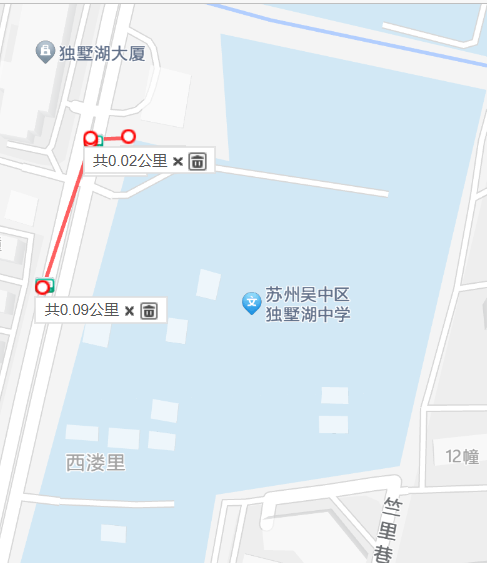 独墅湖大厦
共0.02公里
苏州吴中区
独墅湖中学
共0.09公里
西溇里
12幢
竺里巷